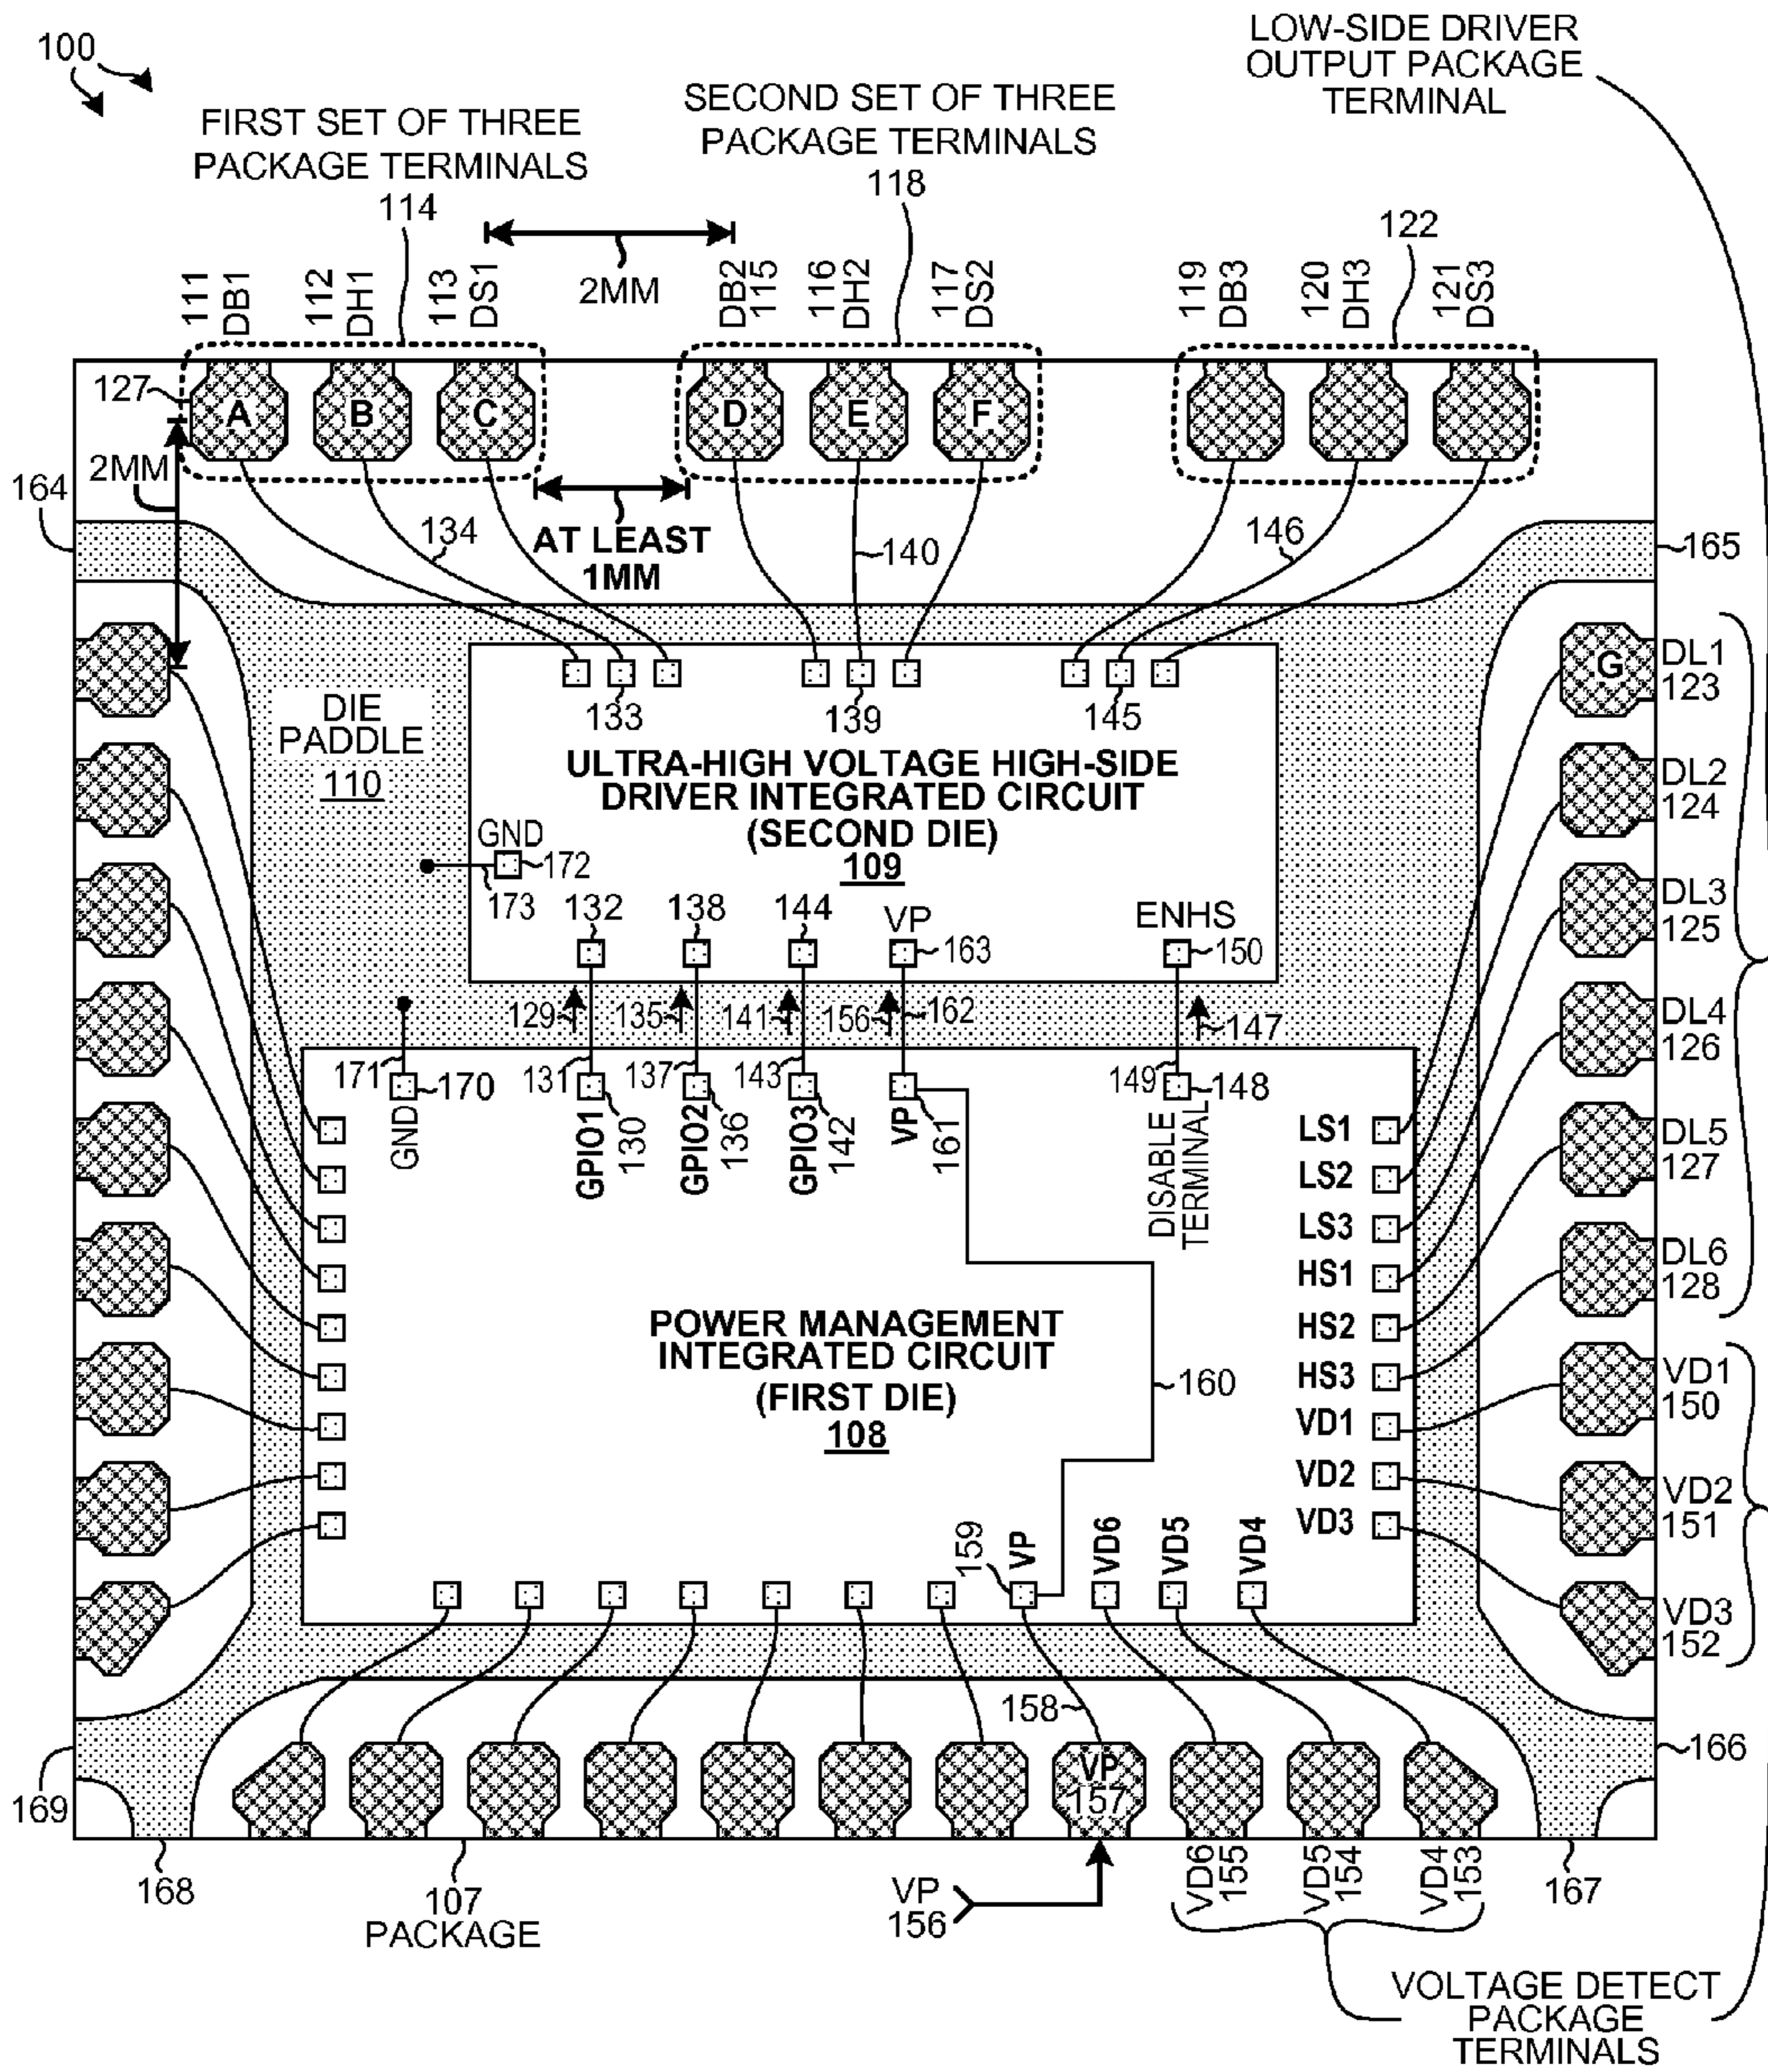 100
LOW-SIDE DRIVER
OUTPUT PACKAGE
TERMINAL
FIRST SET OF THREE
PACKAGE TERMINALS
114
SECOND SET OF THREE
PACKAGE TERMINALS
118
122
2MM
111
DB1
112
DH1
113
DS1
DB2
115
116
DH2
117
DS2
119
DB3
120
DH3
121
DS3
127
A
B
C
D
E
F
2MM
164
134
AT LEAST
1MM
140
146
165
G
DL1
123
DL2
124
DL3
125
DL4
126
DL5
127
DL6
128
VD1
150
VD2
151
VD3
152
DIE
PADDLE
110
133
139
145
ULTRA-HIGH VOLTAGE HIGH-SIDE
DRIVER INTEGRATED CIRCUIT
(SECOND DIE)
109
GND
172
173
132
138
144
VP
163
ENHS
150
129
135
141
156
162
147
171
170
GND
131
GPIO1
130
137
GPIO2
136
143
GPIO3
142
VP
161
149
148
DISABLE
TERMINAL
LS1
LS2
LS3
HS1
HS2
HS3
VD1
VD2
VD3
POWER MANAGEMENT
INTEGRATED CIRCUIT
(FIRST DIE)
108
160
159
VP
VD6
VD5
VD4
158
VP
157
169
168
166
167
107
PACKAGE
VP
156
VD6
155
VD5
154
VD4
153
VOLTAGE DETECT
PACKAGE
TERMINALS